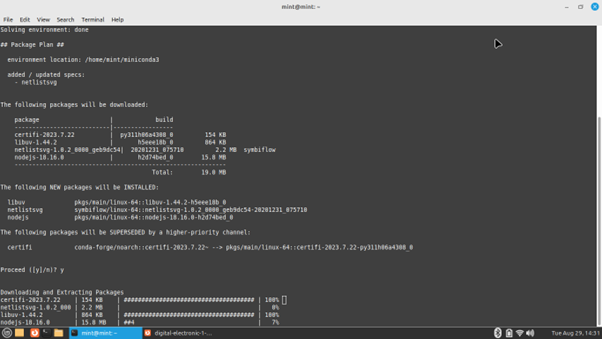 mint@mint: ~
File Edit View Search Terminal Help
Solving environment: done
## Package Plan ##
environment location: /home/mint/miniconda3
added / updated specs:
- netlistsvg
The following packages will be downloaded:
package | build
---------------------------|-----------------
certifi-2023.7.22 | py311h06a4308_0 154 KB
libuv-1.44.2 | h5eee18b_0 864 KB
netlistsvg-1.0.2_0000_geb9dc54| 20201231_075710 2.2 MB symbiflow
nodejs-18.16.0 | h2d74bed_0 15.8 MB
------------------------------------------------------------
Total: 19.0 MB
The following NEW packages will be INSTALLED:
libuv pkgs/main/linux-64::libuv-1.44.2-h5eee18b_0
netlistsvg symbiflow/linux-64::netlistsvg-1.0.2_0000_geb9dc54-20201231_075710
nodejs pkgs/main/linux-64::nodejs-18.16.0-h2d74bed_0
The following packages will be SUPERSEDED by a higher-priority channel:
certifi conda-forge/noarch::certifi-2023.7.22~ --> pkgs/main/linux-64::certifi-2023.7.22-py311h06a4308_0
Proceed ([y]/n)? y
Downloading and Extracting Packages
certifi-2023.7.22 | 154 KB | ##################################### | 100%
netlistsvg-1.0.2_000 | 2.2 MB | | 0%
libuv-1.44.2 | 864 KB | ##################################### | 100%
nodejs-18.16.0 | 15.8 MB | ##4 | 7%
mint@mint: ~
digital-electronic-1-...
Tue Aug 29, 14:31